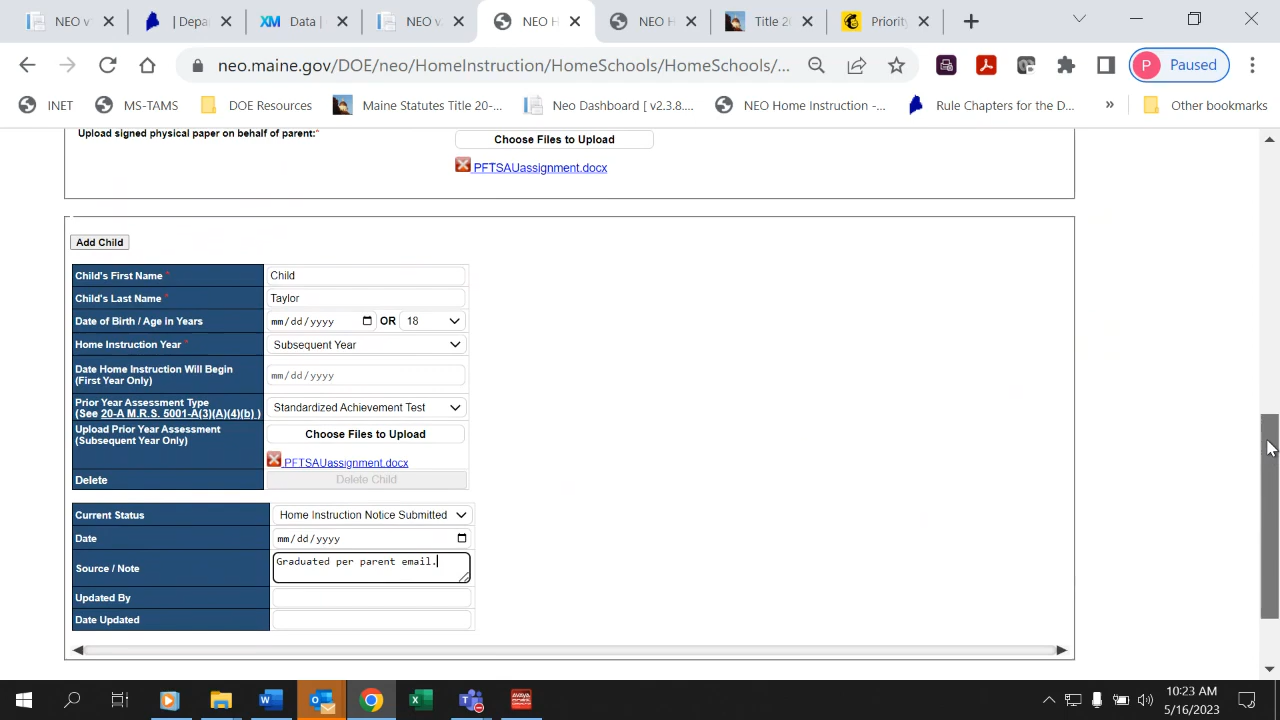 NEO v
| Depa
Data |
NEO v
NEO H
NEO H
Title 20
Priority
neo.maine.gov/DOE/neo/HomeInstruction/HomeSchools/HomeSchools/...
P Paused
INET
MS-TAMS
DOE Resources
Maine Statutes Title 20-...
Neo Dashboard [ v2.3.8....
NEO Home Instruction -...
Rule Chapters for the D...
»
Other bookmarks
Upload signed physical paper on behalf of parent:*
Choose Files to Upload
PFTSAUassignment.docx
Add Child
Child's First Name * Child
Child's Last Name * Taylor
Date of Birth / Age in Years mm/dd/yyyy OR 18
Home Instruction Year * Subsequent Year
Date Home Instruction Will Begin
(First Year Only) mm/dd/yyyy
Prior Year Assessment Type
(See 20-A M.R.S. 5001-A(3)(A)(4)(b) ) Standardized Achievement Test
Upload Prior Year Assessment
(Subsequent Year Only) Choose Files to Upload
PFTSAUassignment.docx
Delete Delete Child
Current Status Home Instruction Notice Submitted
Date mm/dd/yyyy
Source / Note Graduated per parent email.
Updated By
Date Updated
10:23 AM
5/16/2023